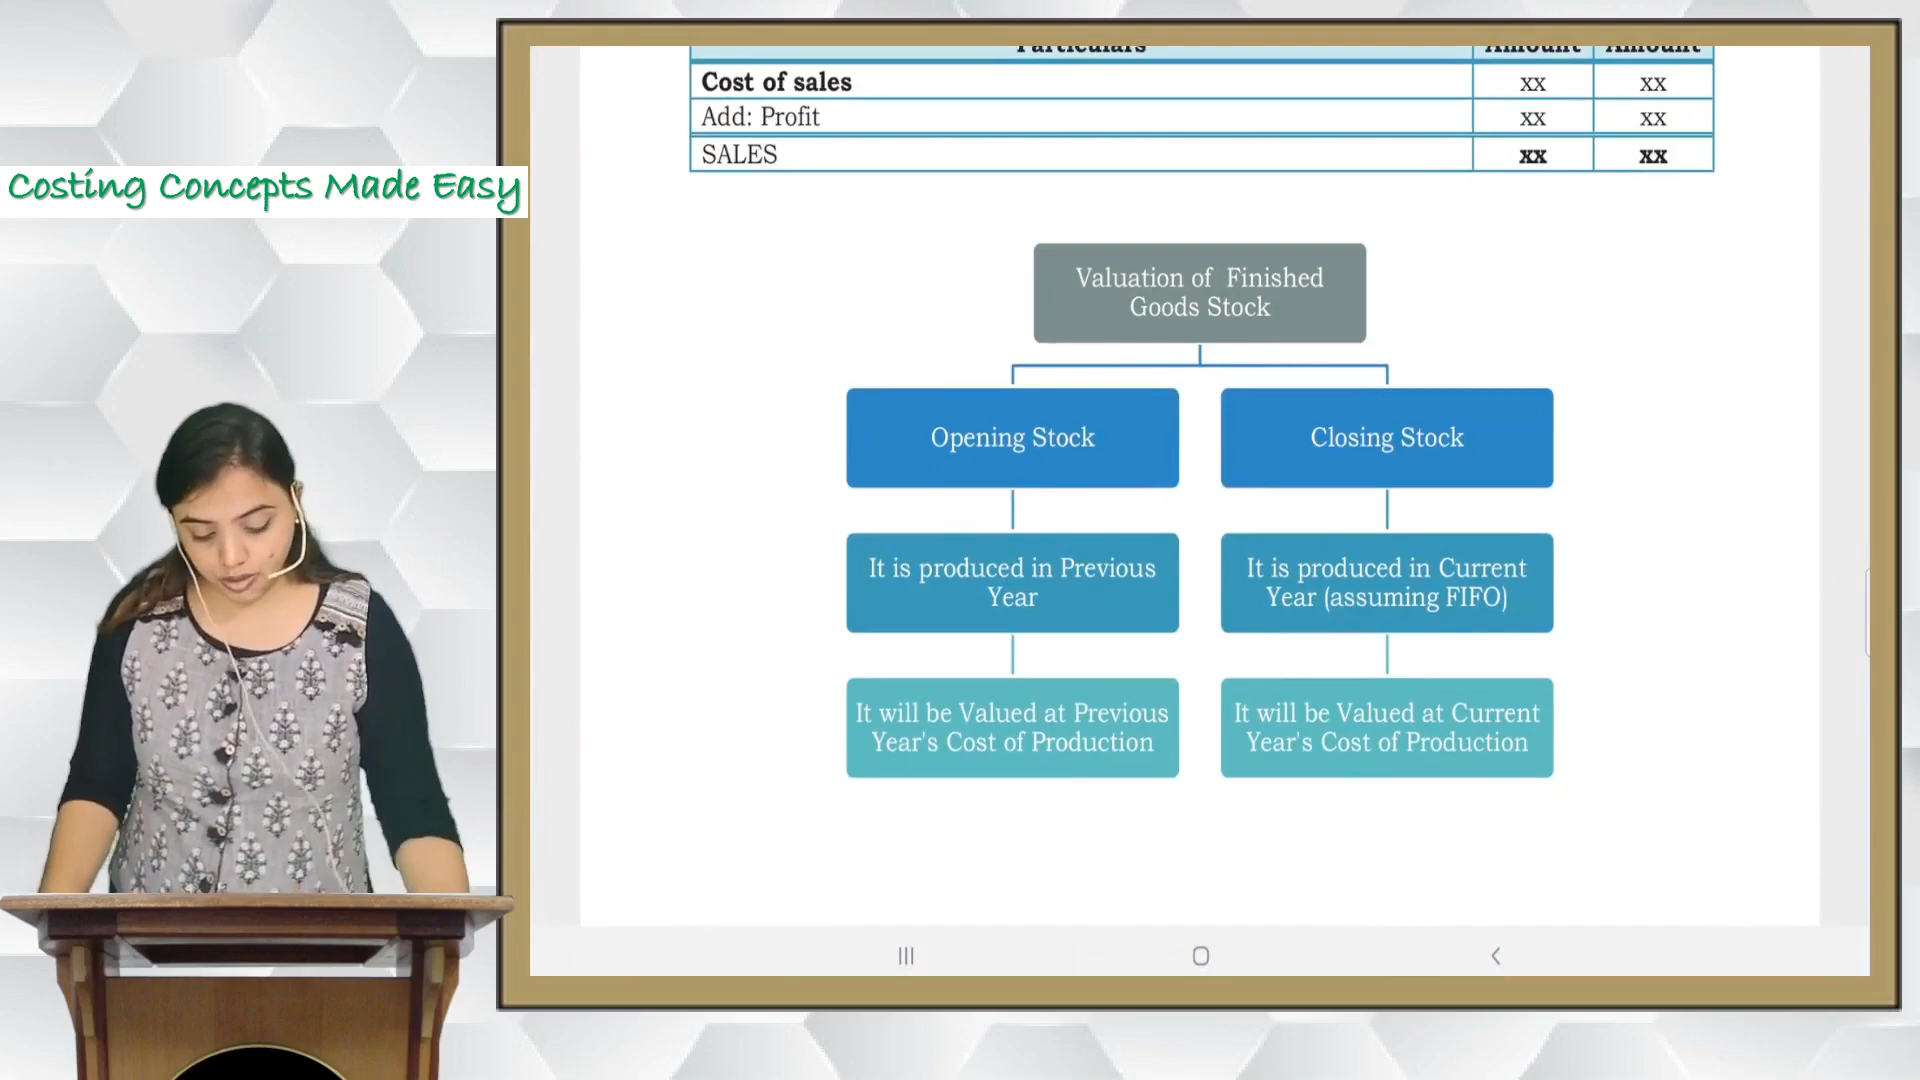 Costing Concepts Made Easy
Particulars Amount Amount
Cost of sales xx xx
Add: Profit xx xx
SALES xx xx
Valuation of Finished
Goods Stock
Opening Stock
Closing Stock
It is produced in Previous
Year
It is produced in Current
Year (assuming FIFO)
It will be Valued at Previous
Year's Cost of Production
It will be Valued at Current
Year's Cost of Production